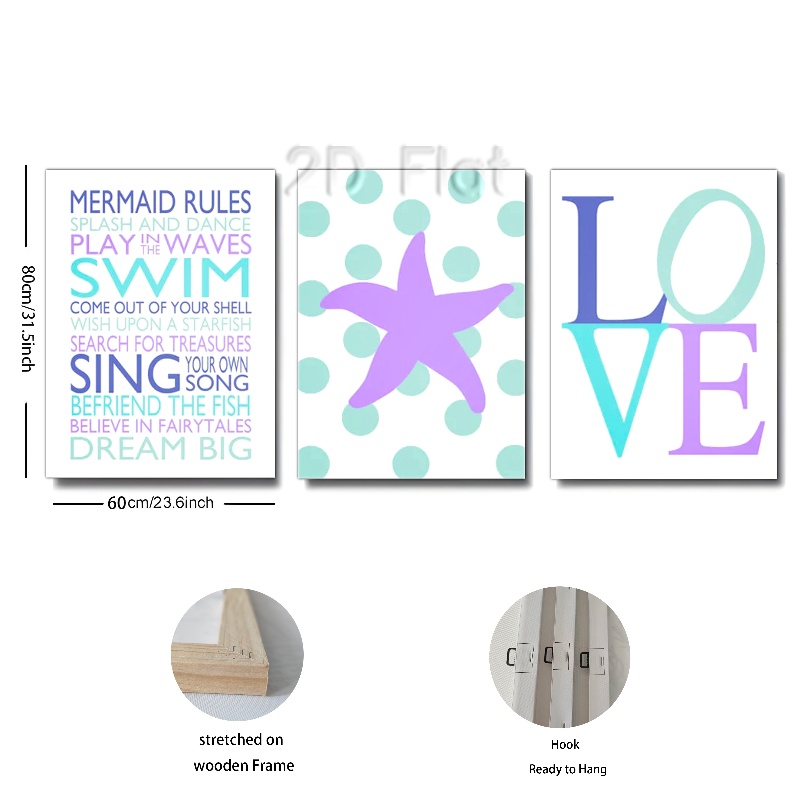 2D Flat
MERMAID RULES
SPLASH AND DANCE
PLAY IN THE WAVES
SWIM
COME OUT OF YOUR SHELL
WISH UPON A STARFISH
SEARCH FOR TREASURES
SING YOUR OWN SONG
BEFRIEND THE FISH
BELIEVE IN FAIRYTALES
DREAM BIG
LO
VE
80cm/31.5inch
60cm/23.6inch
stretched on
wooden Frame
Hook
Ready to Hang